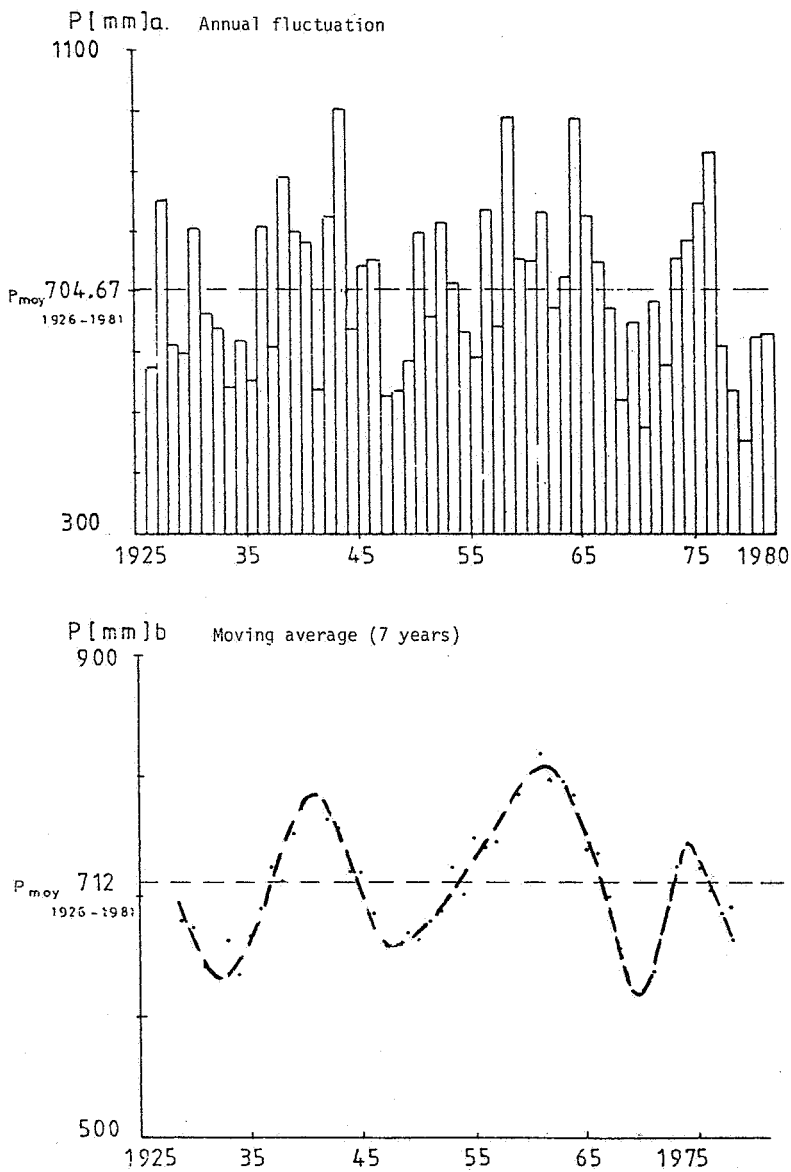 P[mm]a. Annual fluctuation
1100
Pmoy 704.67
1926-1981
300
1925 35 45 55 65 75 1980
P[mm]b Moving average (7 years)
900
Pmoy 712
1926-1981
500
1925 35 45 55 65 1975